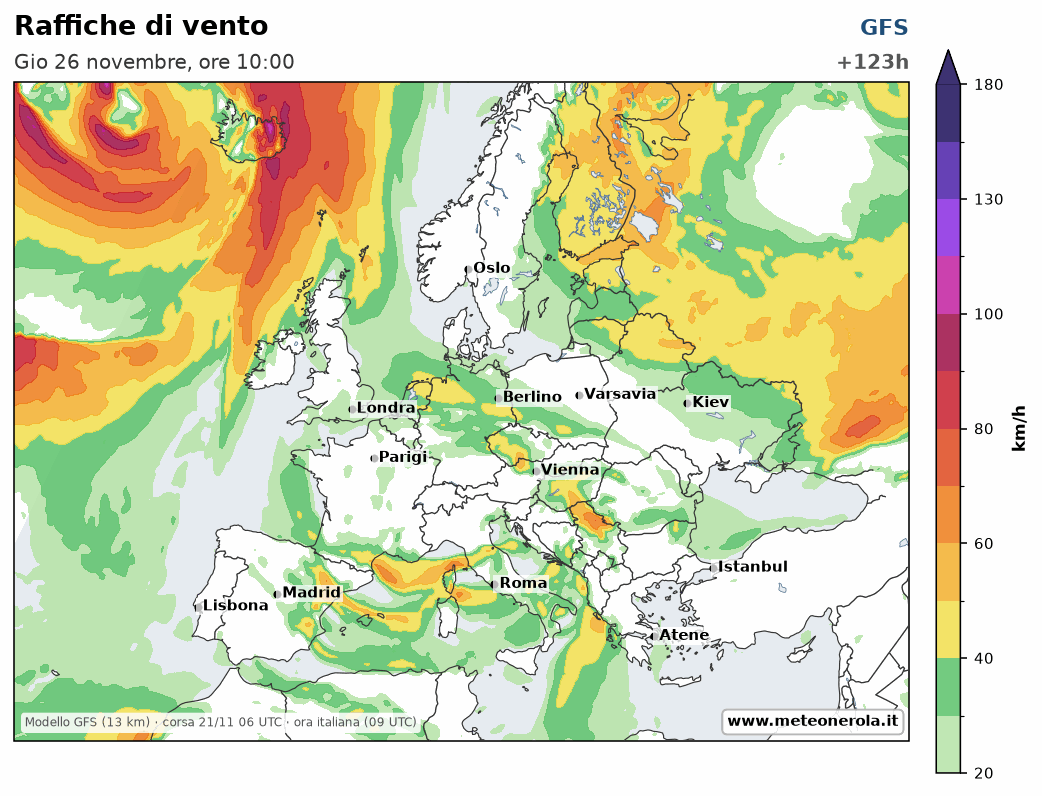 Raffiche di vento
GFS
Gio 26 novembre, ore 10:00
+123h
180
130
100
80
60
40
20
km/h
Oslo
Londra
Berlino
Varsavia
Kiev
Parigi
Vienna
Istanbul
Roma
Madrid
Lisbona
Atene
Modello GFS (13 km) · corsa 21/11 06 UTC · ora italiana (09 UTC)
www.meteonerola.it